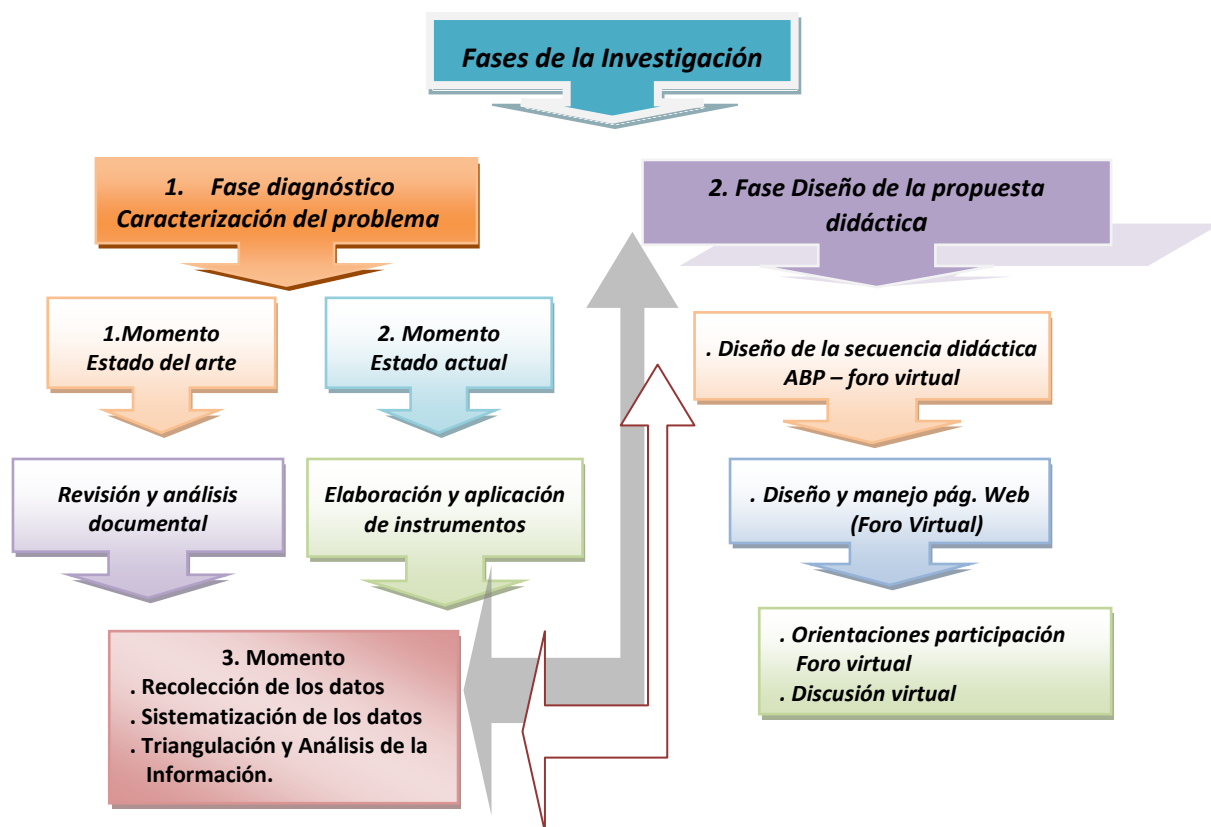 Fases de la Investigación
1. Fase diagnóstico
Caracterización del problema
2. Fase Diseño de la propuesta
didáctica
1.Momento
Estado del arte
2. Momento
Estado actual
. Diseño de la secuencia didáctica
ABP – foro virtual
Revisión y análisis
documental
Elaboración y aplicación
de instrumentos
. Diseño y manejo pág. Web
(Foro Virtual)
3. Momento
. Recolección de los datos
. Sistematización de los datos
. Triangulación y Análisis de la
Información.
. Orientaciones participación
Foro virtual
. Discusión virtual